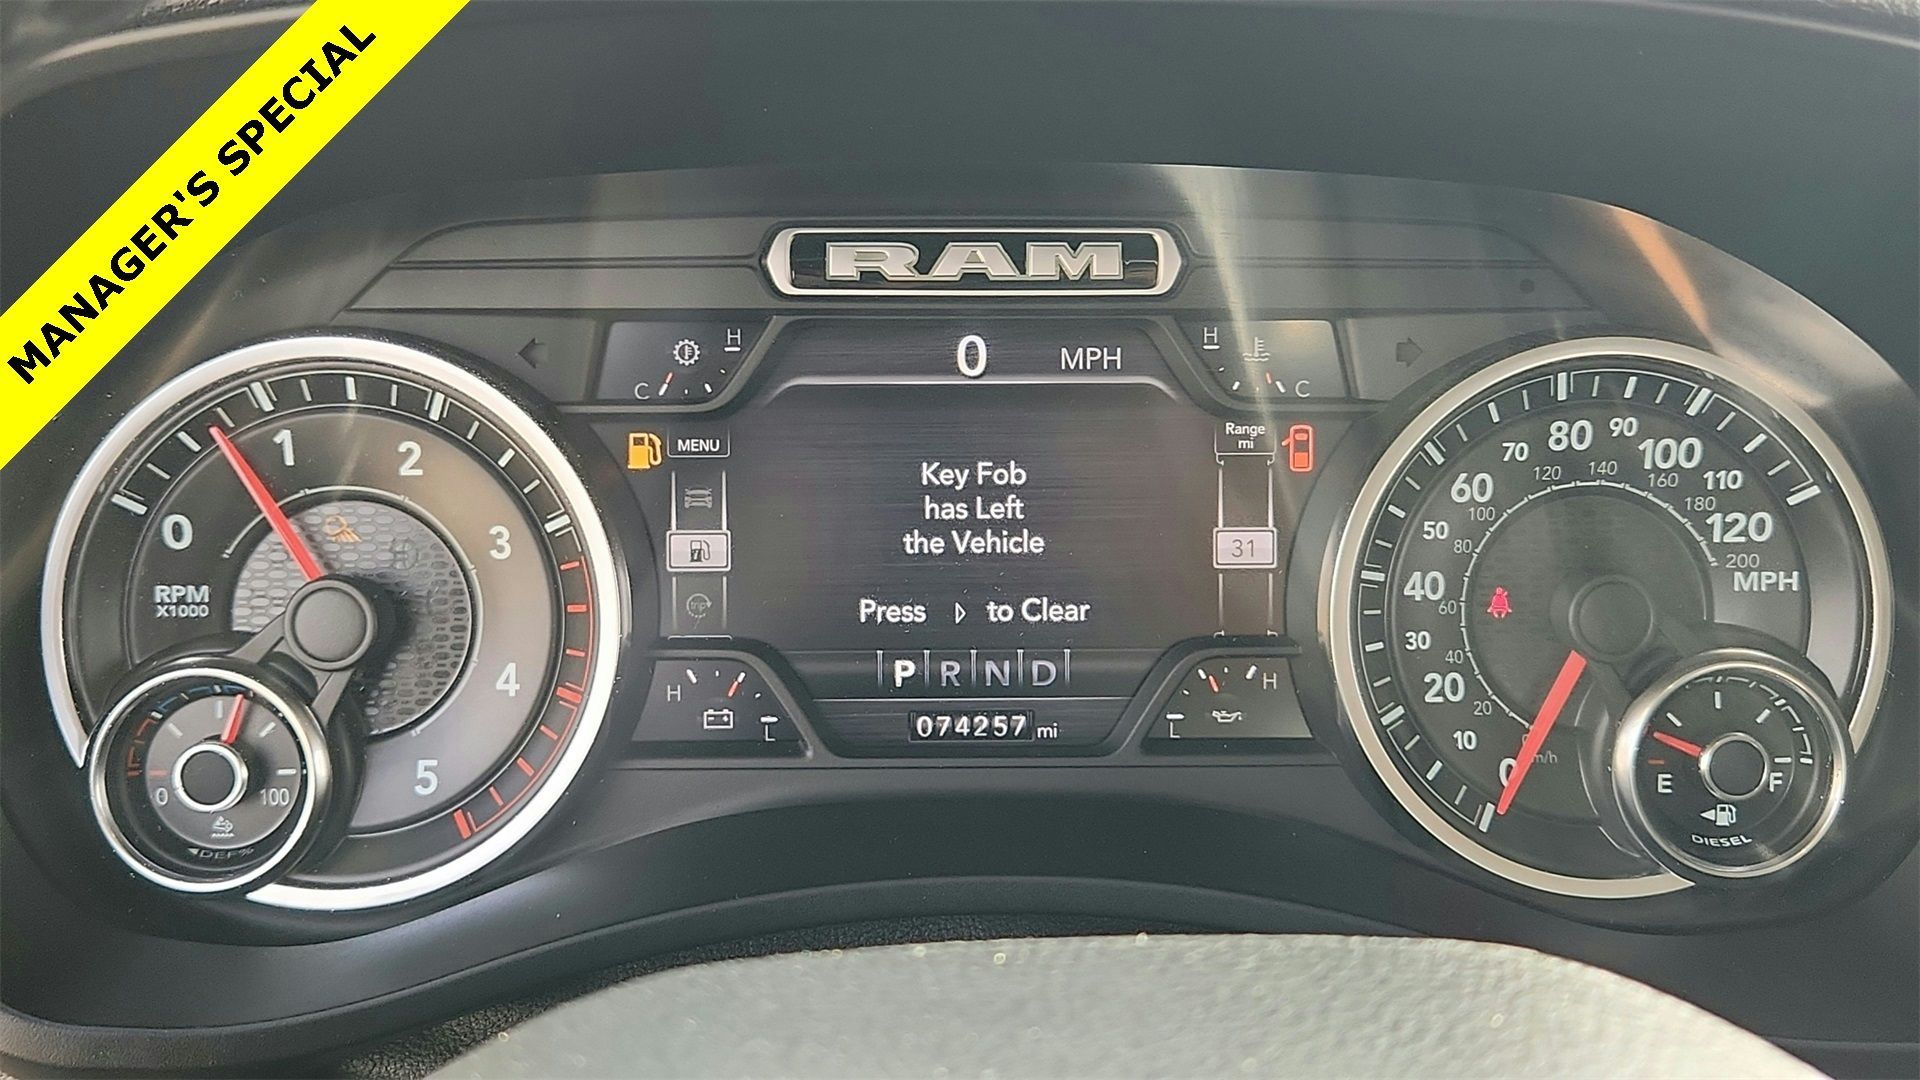 MANAGER'S SPECIAL
RAM
H
C
0 MPH
H
C
MENU
Range
mi
Key Fob
has Left
the Vehicle
Press ▷ to Clear
trip
31
P R N D
074257 mi
H
L
H
L
0
1
2
3
4
5
RPM
X1000
0 100
◄DEF%
0
10
20
30
40
50
60
70
80
90
100
110
120
MPH
20
40
60
80
100
120
140
160
180
200
km/h
E F
DIESEL